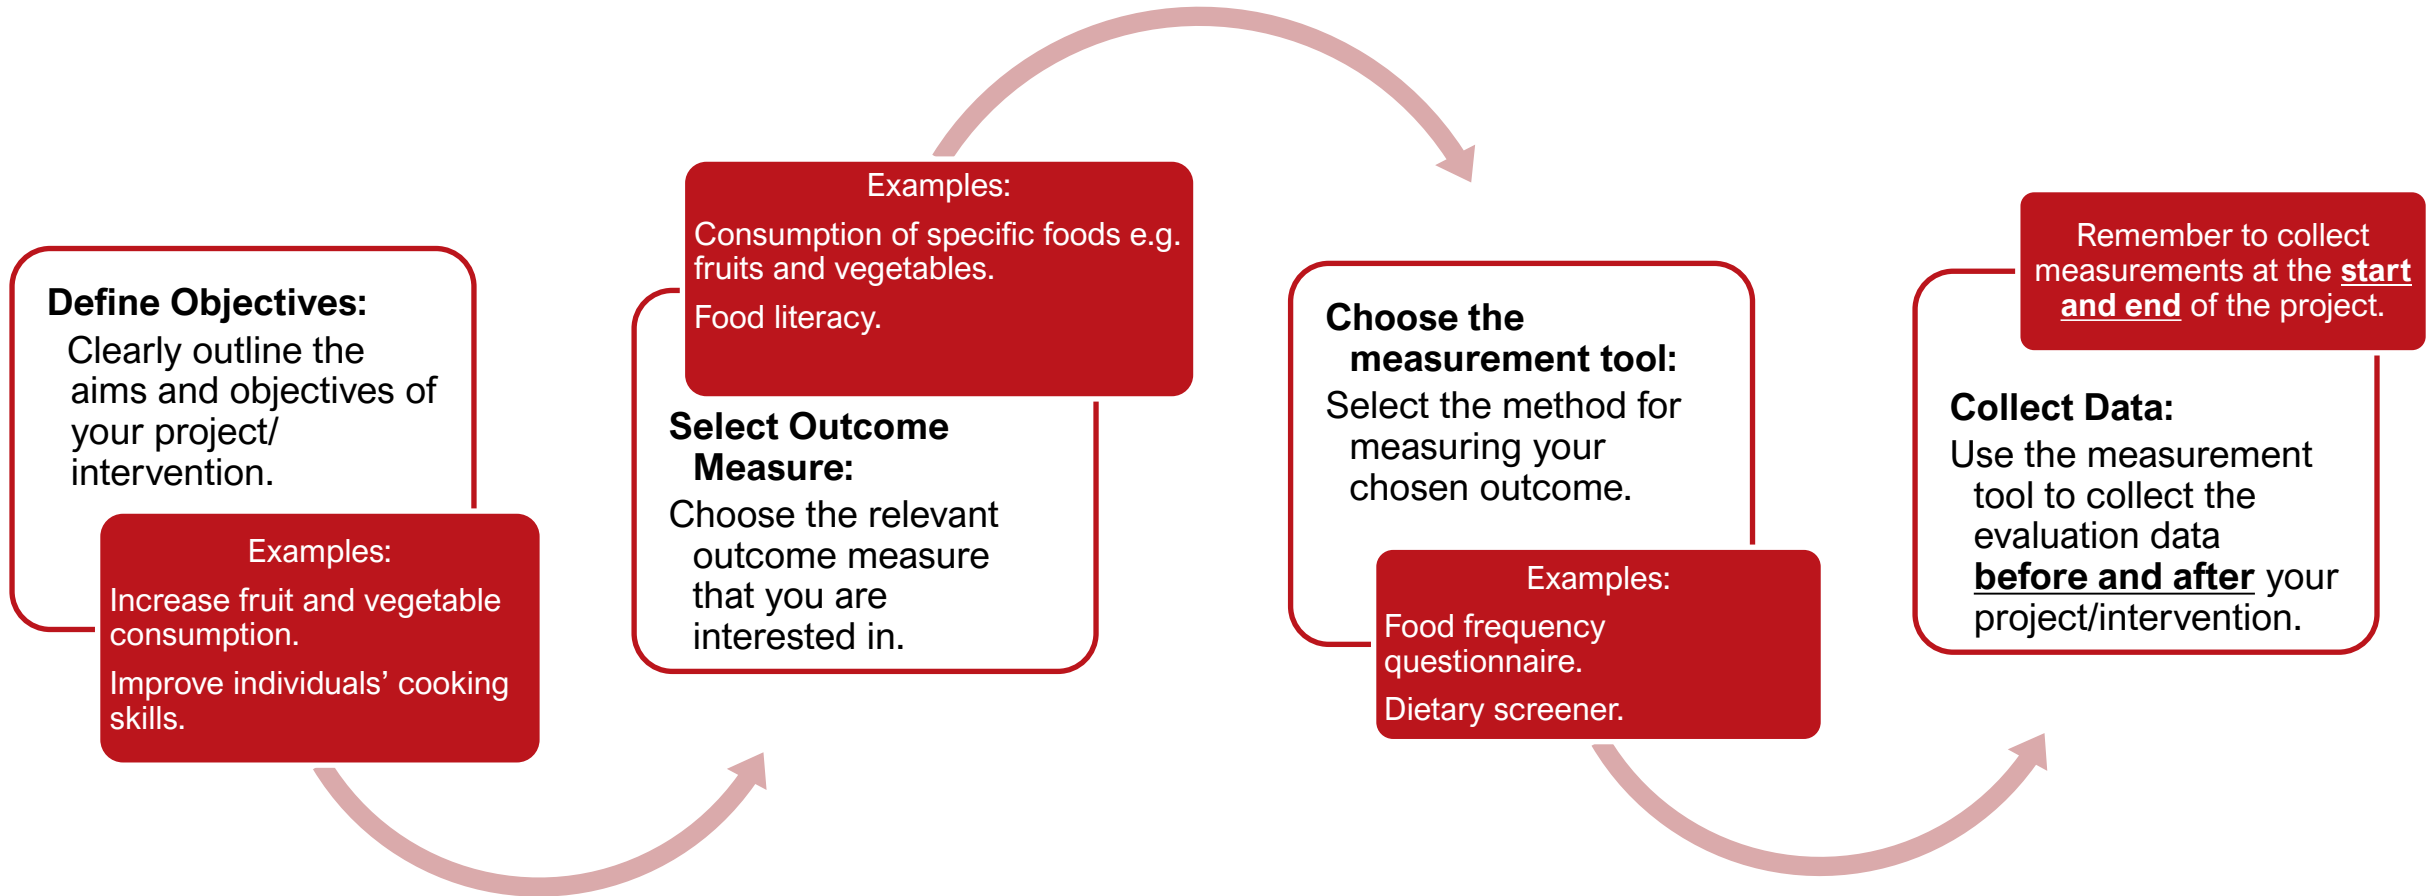 Define Objectives:
Clearly outline the
aims and objectives of
your project/
intervention.
Examples:
Increase fruit and vegetable
consumption.
Improve individuals’ cooking
skills.
Examples:
Consumption of specific foods e.g.
fruits and vegetables.
Food literacy.
Select Outcome
Measure:
Choose the relevant
outcome measure
that you are
interested in.
Choose the
measurement tool:
Select the method for
measuring your
chosen outcome.
Examples:
Food frequency
questionnaire.
Dietary screener.
Remember to collect
measurements at the start
and end of the project.
Collect Data:
Use the measurement
tool to collect the
evaluation data
before and after your
project/intervention.